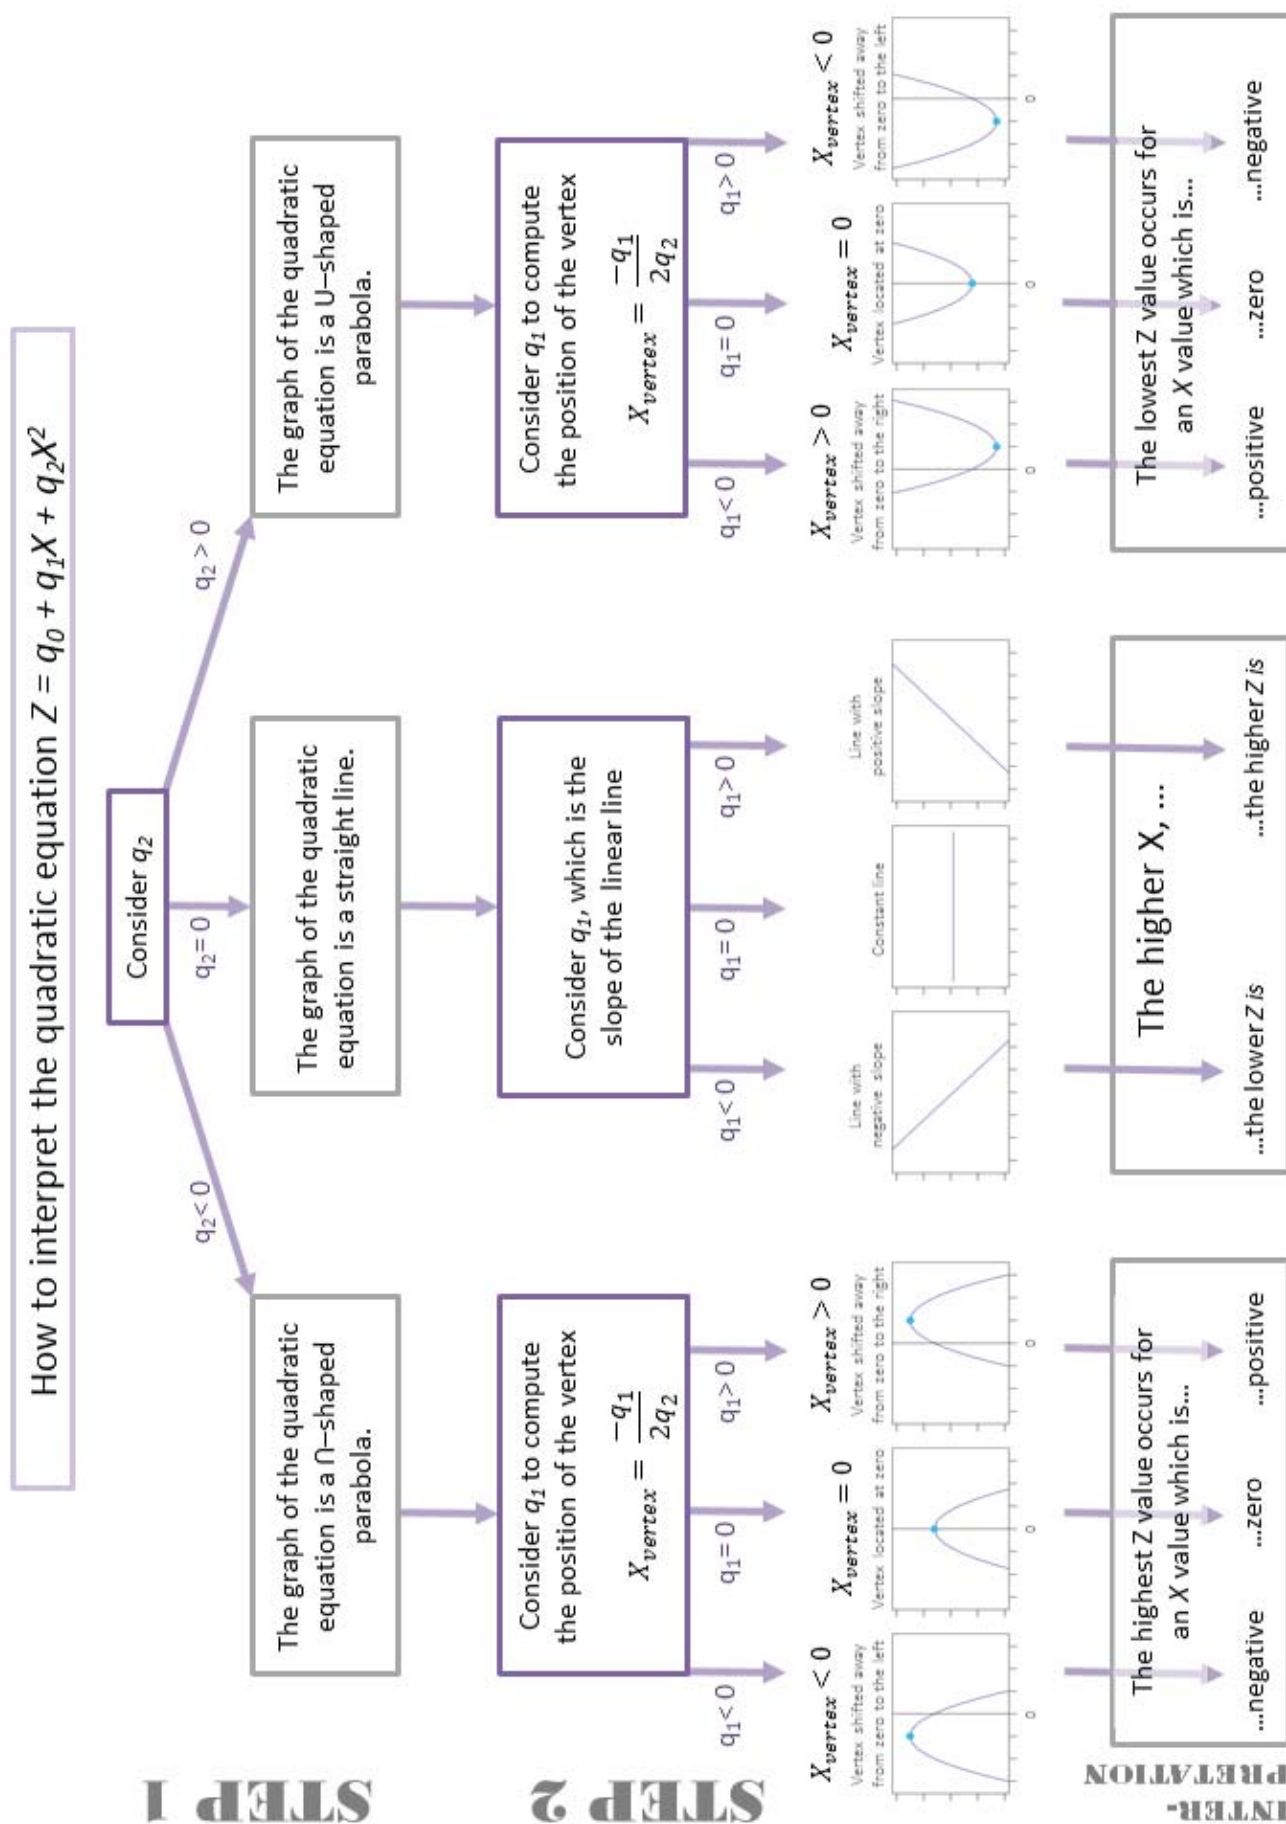 How to interpret the quadratic equation Z = q₀ + q₁X + q₂X²
STEP 1
Consider q₂
q₂< 0
q₂= 0
q₂ > 0
The graph of the quadratic
equation is a ∩–shaped
parabola.
The graph of the quadratic
equation is a straight line.
The graph of the quadratic
equation is a U–shaped
parabola.
STEP 2
Consider q₁ to compute
the position of the vertex
X_vertex = −q₁/2q₂
Consider q₁, which is the
slope of the linear line
Consider q₁ to compute
the position of the vertex
X_vertex = −q₁/2q₂
q₁< 0
q₁= 0
q₁> 0
q₁< 0
q₁= 0
q₁> 0
q₁< 0
q₁= 0
q₁> 0
X_vertex < 0
Vertex shifted away
from zero to the left
0
X_vertex = 0
Vertex located at zero
0
X_vertex > 0
Vertex shifted away
from zero to the right
0
Line with
negative slope
Constant line
Line with
positive slope
X_vertex > 0
Vertex shifted away
from zero to the right
0
X_vertex = 0
Vertex located at zero
0
X_vertex < 0
Vertex shifted away
from zero to the left
0
INTER-
PRETATION
The highest Z value occurs for
an X value which is...
...negative
...zero
...positive
The higher X, ...
...the lower Z is
...the higher Z is
The lowest Z value occurs for
an X value which is...
...positive
...zero
...negative